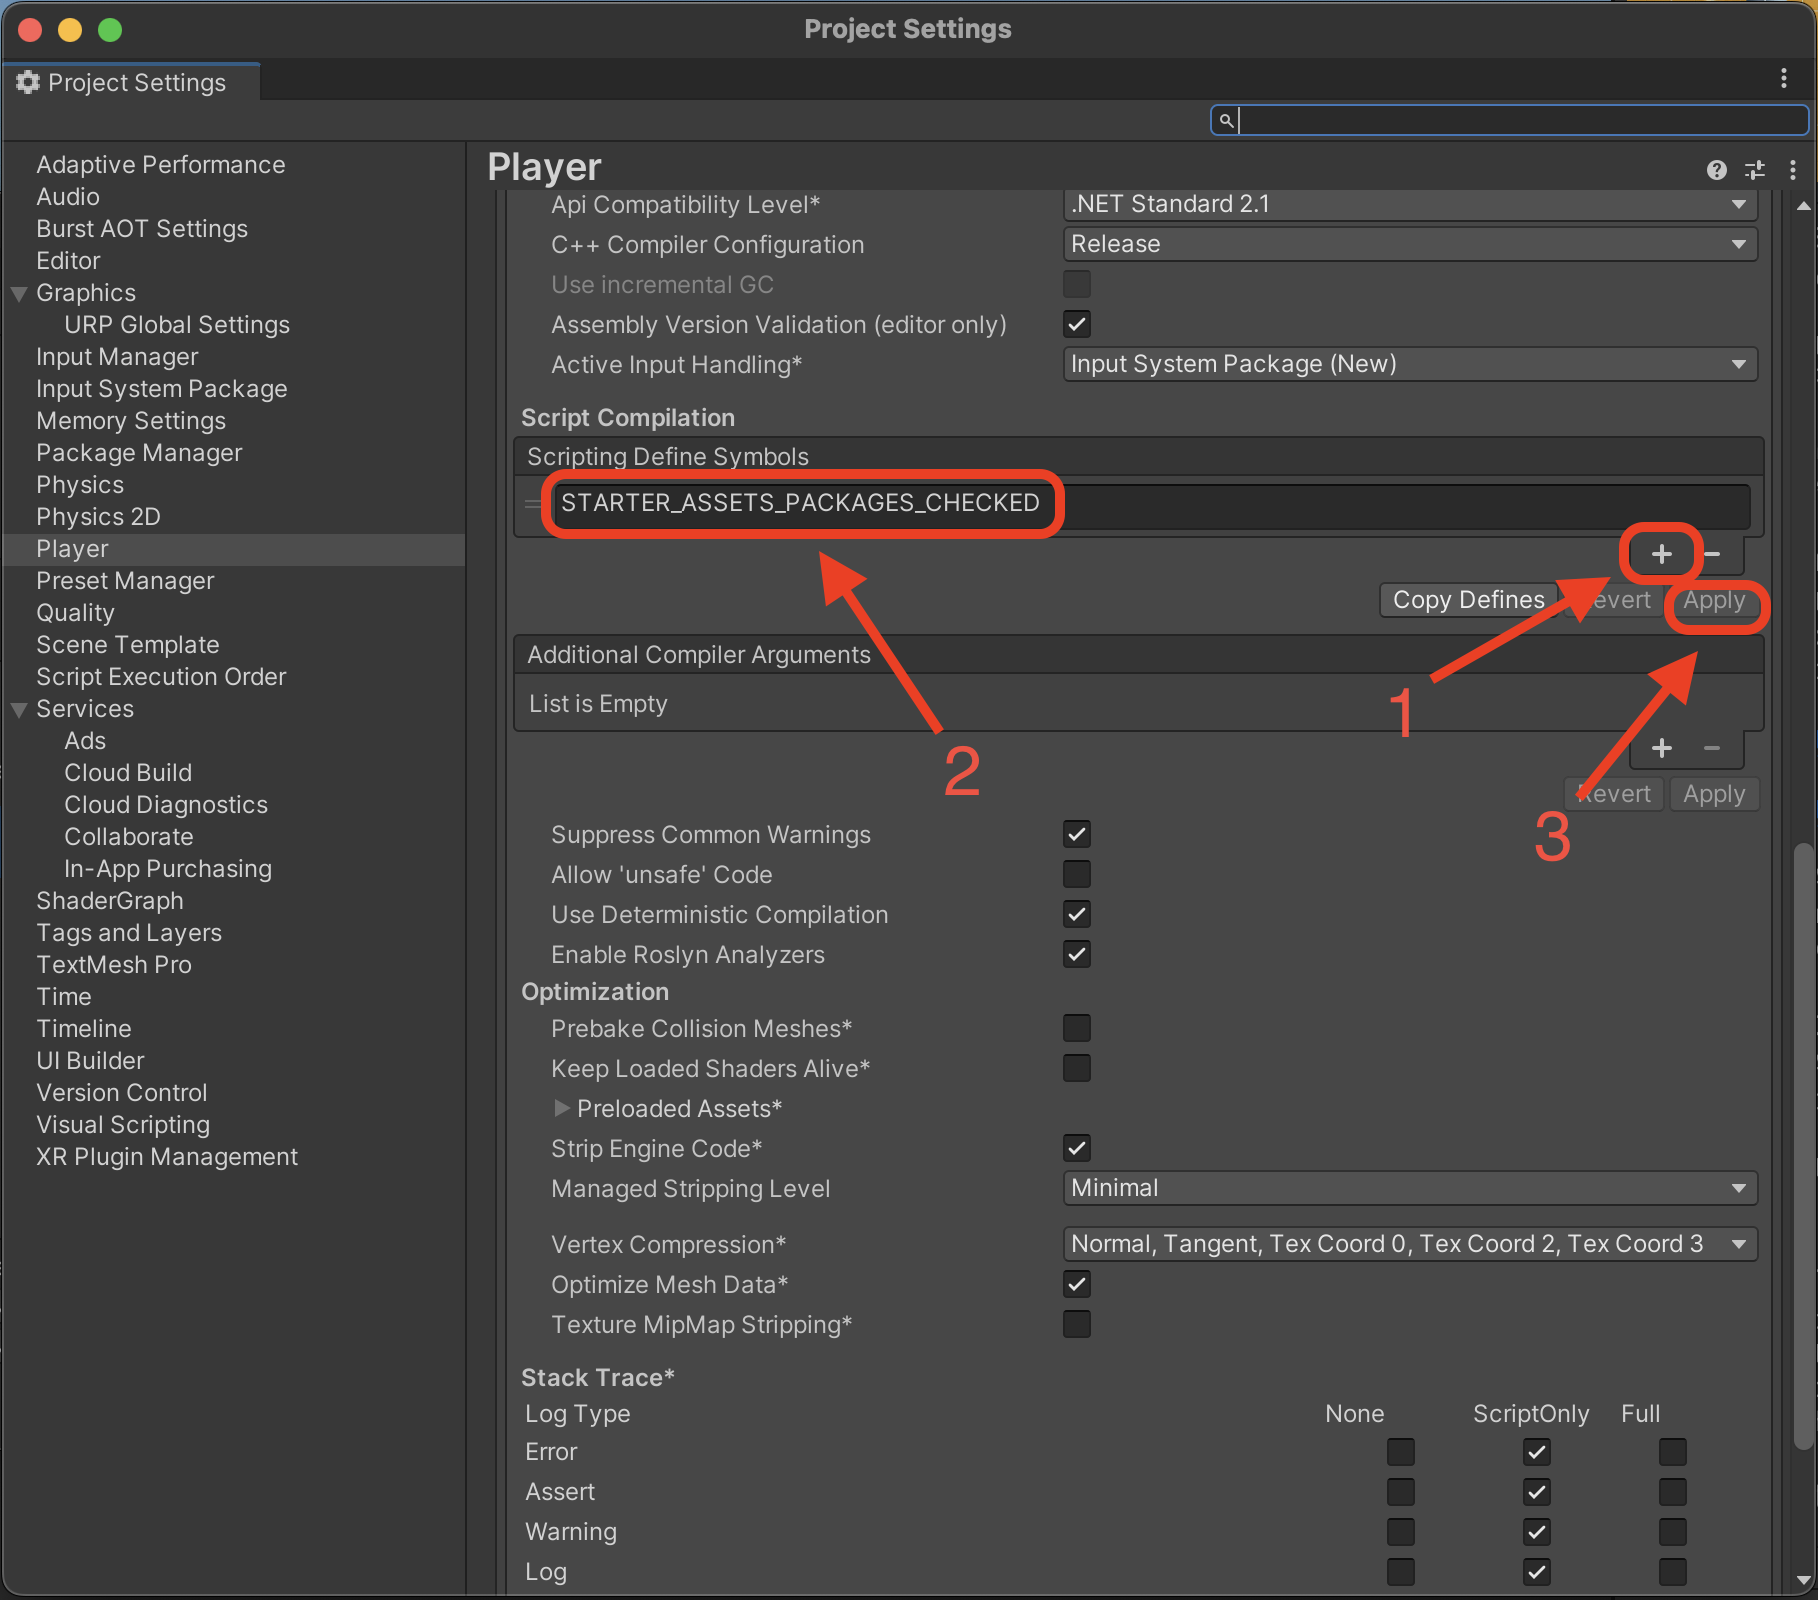 Project Settings
Project Settings
Adaptive Performance
Audio
Burst AOT Settings
Editor
Graphics
URP Global Settings
Input Manager
Input System Package
Memory Settings
Package Manager
Physics
Physics 2D
Player
Preset Manager
Quality
Scene Template
Script Execution Order
Services
Ads
Cloud Build
Cloud Diagnostics
Collaborate
In-App Purchasing
ShaderGraph
Tags and Layers
TextMesh Pro
Time
Timeline
UI Builder
Version Control
Visual Scripting
XR Plugin Management
Player
Api Compatibility Level* .NET Standard 2.1
C++ Compiler Configuration Release
Use incremental GC
Assembly Version Validation (editor only)
Active Input Handling* Input System Package (New)
Script Compilation
Scripting Define Symbols
STARTER_ASSETS_PACKAGES_CHECKED
+ −
Copy Defines Revert Apply
Additional Compiler Arguments
List is Empty
1
2
+ −
Revert Apply
3
Suppress Common Warnings
Allow 'unsafe' Code
Use Deterministic Compilation
Enable Roslyn Analyzers
Optimization
Prebake Collision Meshes*
Keep Loaded Shaders Alive*
Preloaded Assets*
Strip Engine Code*
Managed Stripping Level Minimal
Vertex Compression* Normal, Tangent, Tex Coord 0, Tex Coord 2, Tex Coord 3
Optimize Mesh Data*
Texture MipMap Stripping*
Stack Trace*
Log Type None ScriptOnly Full
Error
Assert
Warning
Log